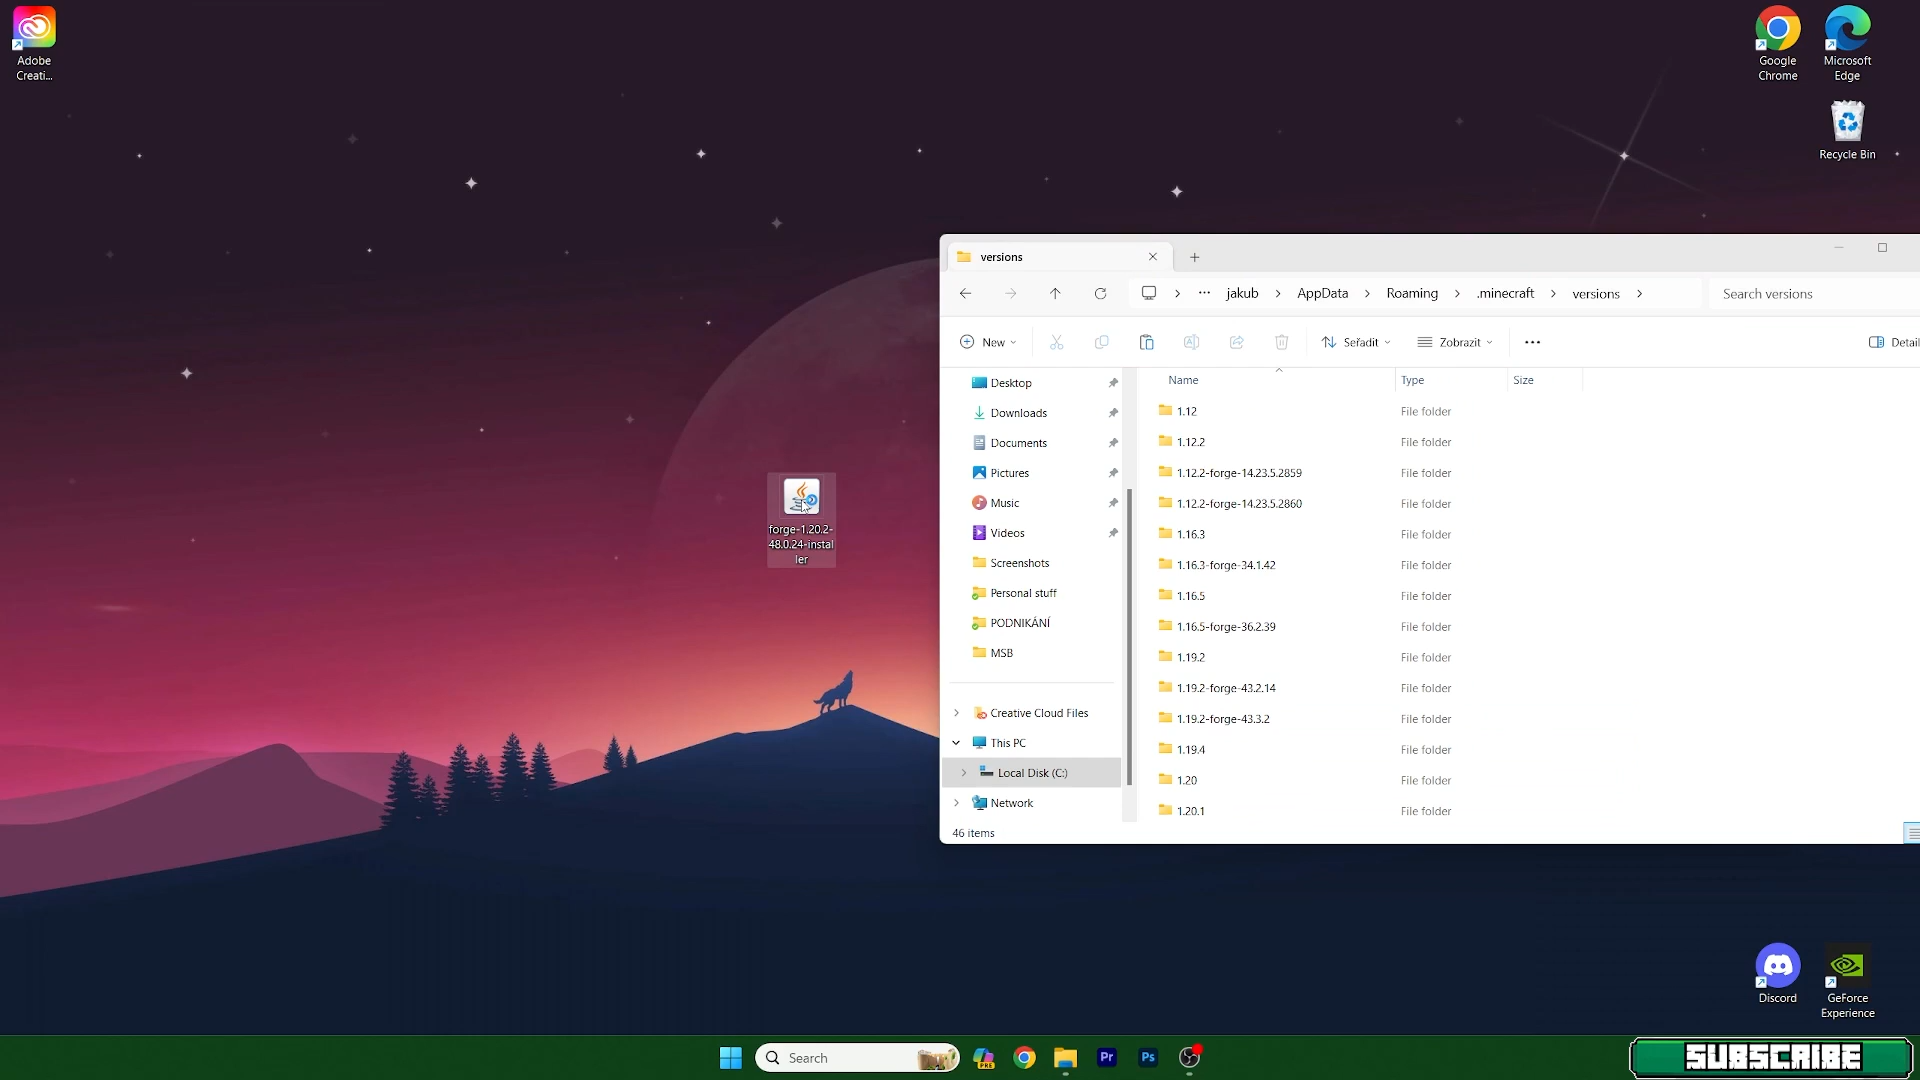 Adobe
Creati...
Google
Chrome
Microsoft
Edge
Recycle Bin
forge-1.20.2-
48.0.24-instal
ler
versions
jakub
AppData
Roaming
.minecraft
versions
Search versions
New
Seřadit
Zobrazit
Detail
Desktop
Downloads
Documents
Pictures
Music
Videos
Screenshots
Personal stuff
PODNIKÁNÍ
MSB
Creative Cloud Files
This PC
Local Disk (C:)
Network
Name Type Size
1.12 File folder
1.12.2 File folder
1.12.2-forge-14.23.5.2859 File folder
1.12.2-forge-14.23.5.2860 File folder
1.16.3 File folder
1.16.3-forge-34.1.42 File folder
1.16.5 File folder
1.16.5-forge-36.2.39 File folder
1.19.2 File folder
1.19.2-forge-43.2.14 File folder
1.19.2-forge-43.3.2 File folder
1.19.4 File folder
1.20 File folder
1.20.1 File folder
46 items
Discord
GeForce
Experience
Search
PRE
Pr
Ps
SUBSCRIBE